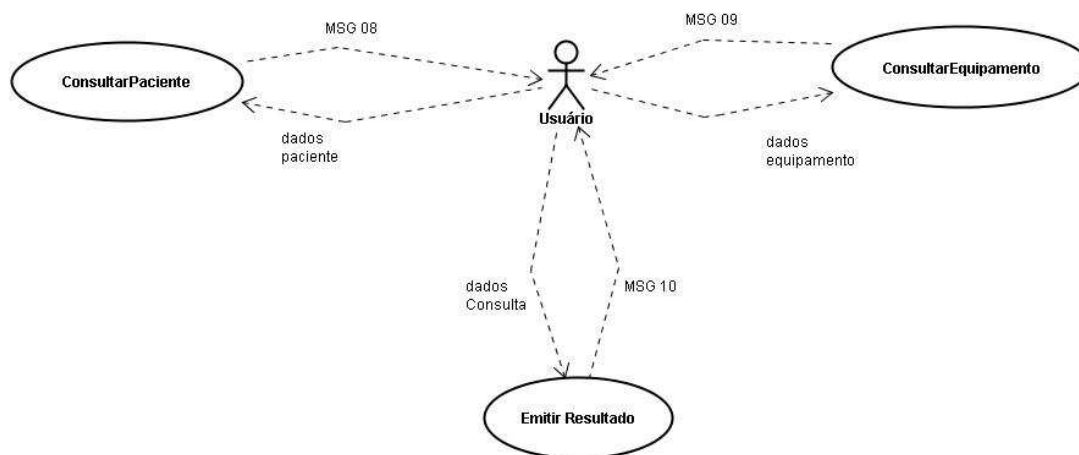 MSG 08
MSG 09
ConsultarPaciente
ConsultarEquipamento
Usuário
dados
paciente
dados
equipamento
dados
Consulta
MSG 10
Emitir Resultado